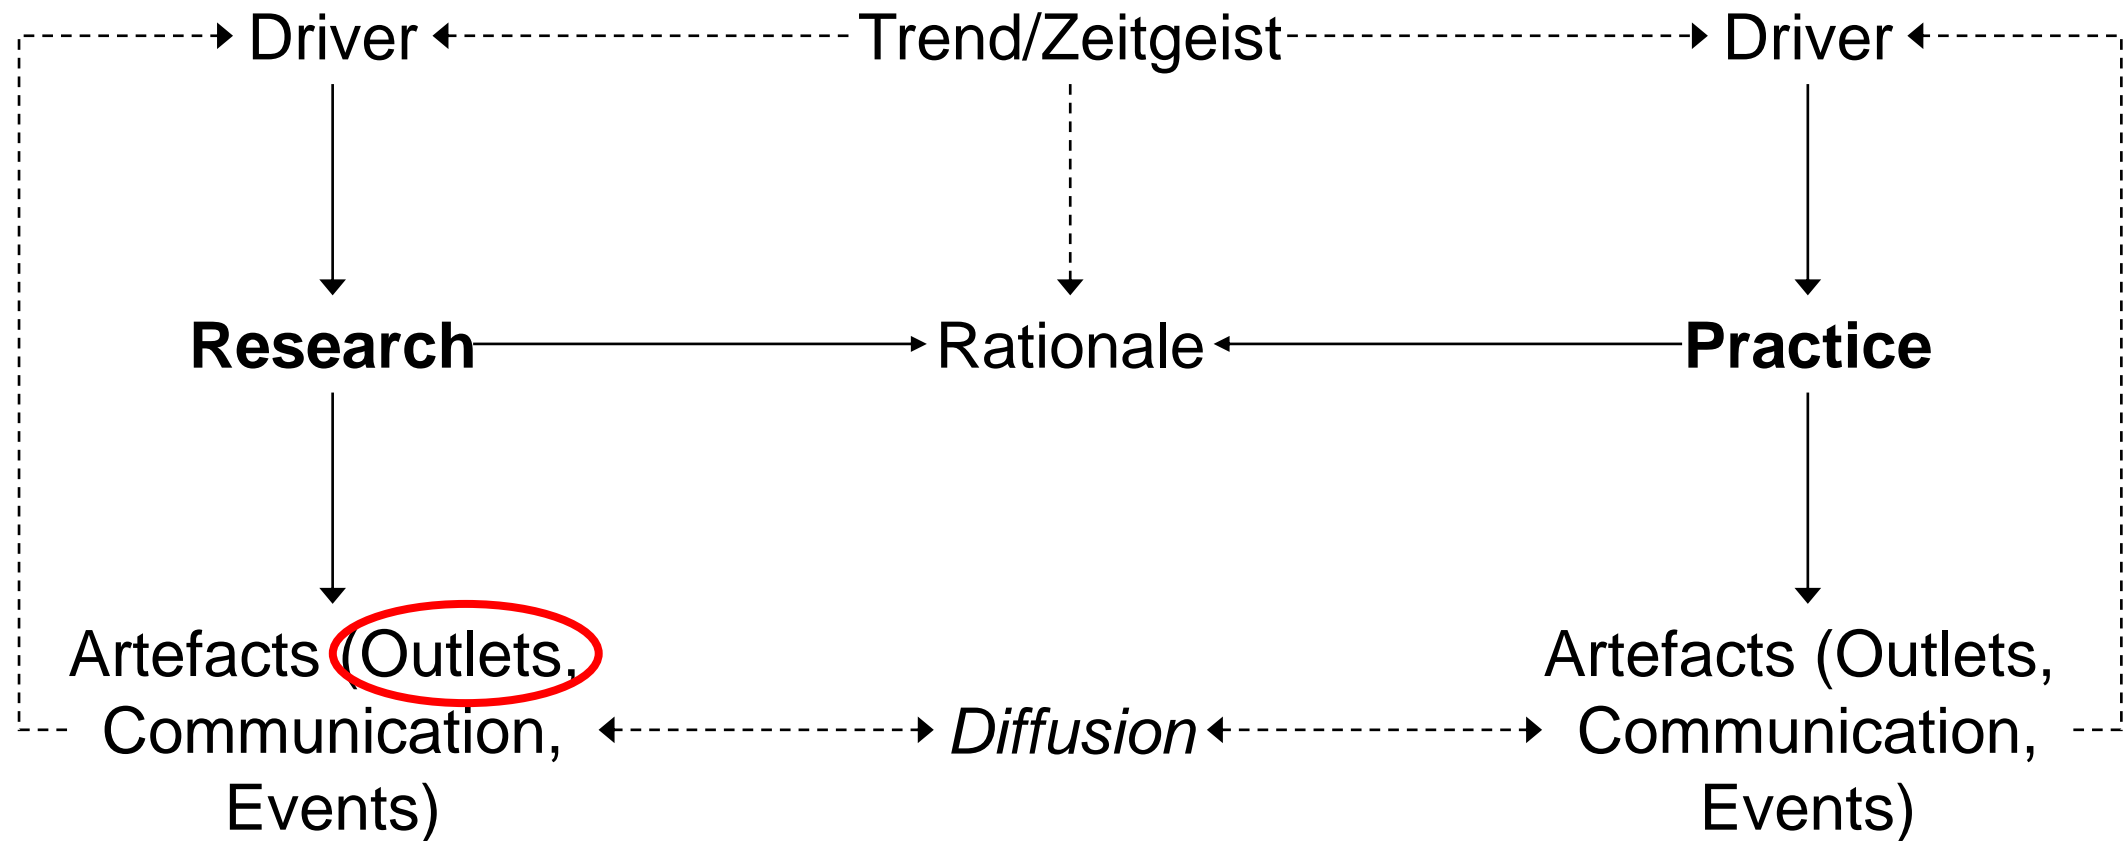 Driver
Trend/Zeitgeist
Driver
Research
Rationale
Practice
Artefacts (Outlets,
Communication,
Events)
Diffusion
Artefacts (Outlets,
Communication,
Events)